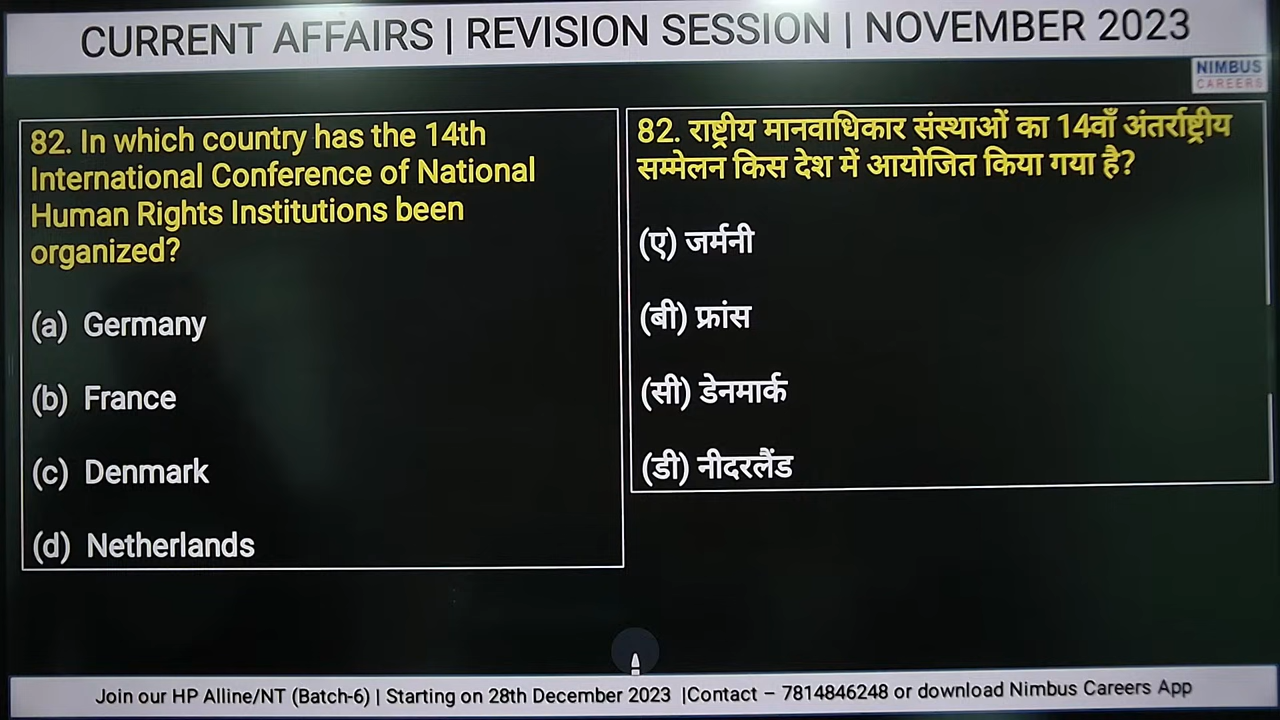 CURRENT AFFAIRS | REVISION SESSION | NOVEMBER 2023
NIMBUS
CAREERS
82. In which country has the 14th
International Conference of National
Human Rights Institutions been
organized?
(a) Germany
(b) France
(c) Denmark
(d) Netherlands
82. राष्ट्रीय मानवाधिकार संस्थाओं का 14वाँ अंतर्राष्ट्रीय
सम्मेलन किस देश में आयोजित किया गया है?
(ए) जर्मनी
(बी) फ्रांस
(सी) डेनमार्क
(डी) नीदरलैंड
Join our HP Alline/NT (Batch-6) | Starting on 28th December 2023 |Contact – 7814846248 or download Nimbus Careers App